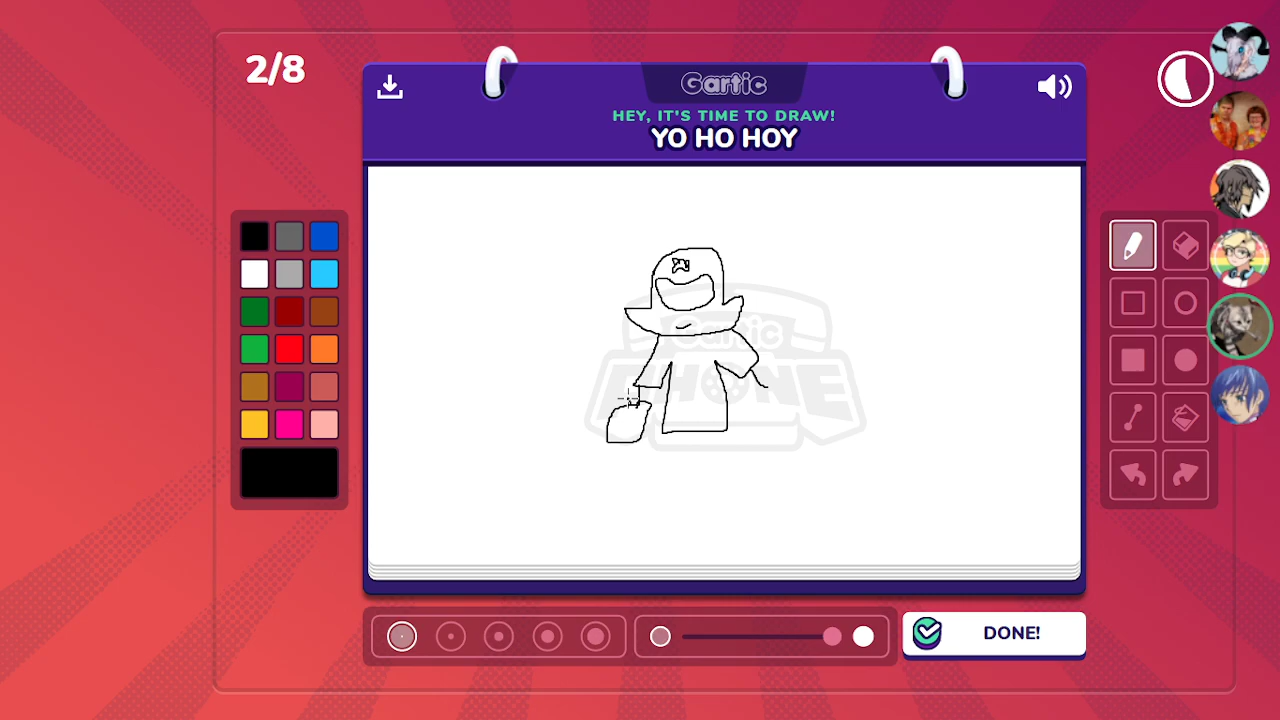 2/8
Gartic
HEY, IT'S TIME TO DRAW!
YO HO HOY
Gartic
PHONE
DONE!